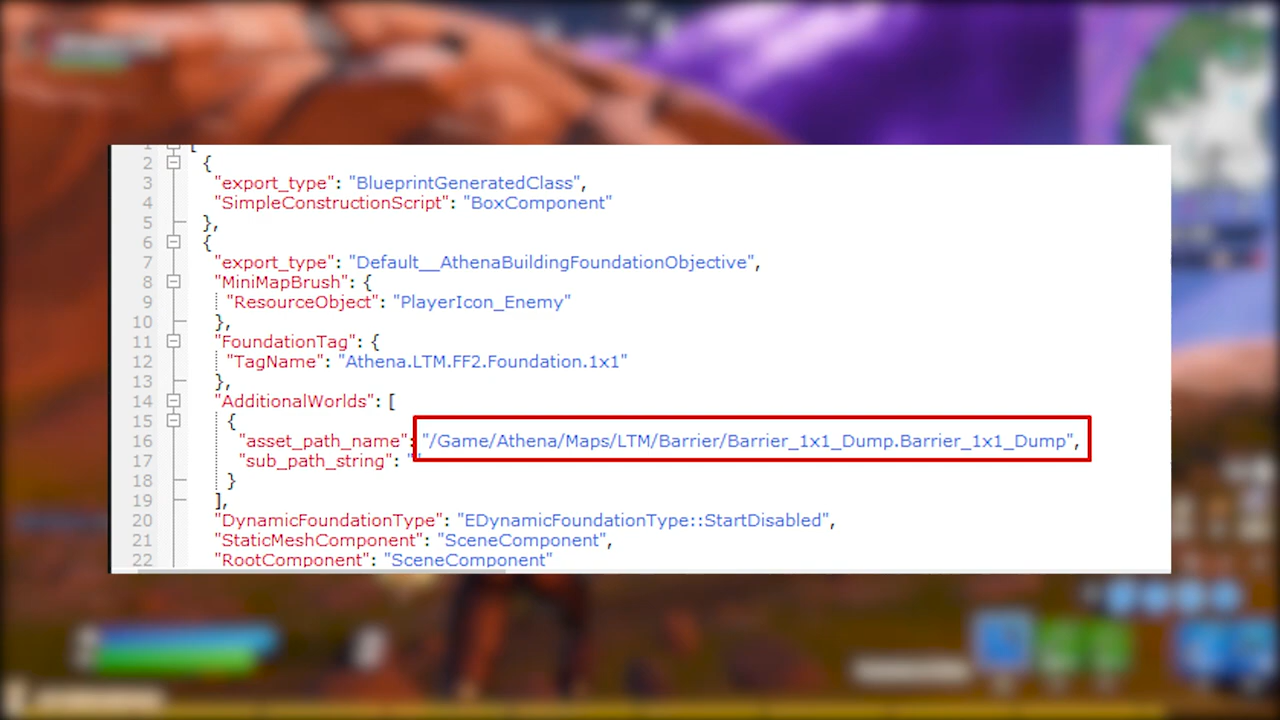 1 [
2 {
3 "export_type": "BlueprintGeneratedClass",
4 "SimpleConstructionScript": "BoxComponent"
5 },
6 {
7 "export_type": "Default__AthenaBuildingFoundationObjective",
8 "MiniMapBrush": {
9 "ResourceObject": "PlayerIcon_Enemy"
10 },
11 "FoundationTag": {
12 "TagName": "Athena.LTM.FF2.Foundation.1x1"
13 },
14 "AdditionalWorlds": [
15 {
16 "asset_path_name": "/Game/Athena/Maps/LTM/Barrier/Barrier_1x1_Dump.Barrier_1x1_Dump",
17 "sub_path_string": ""
18 }
19 ],
20 "DynamicFoundationType": "EDynamicFoundationType::StartDisabled",
21 "StaticMeshComponent": "SceneComponent",
22 "RootComponent": "SceneComponent"